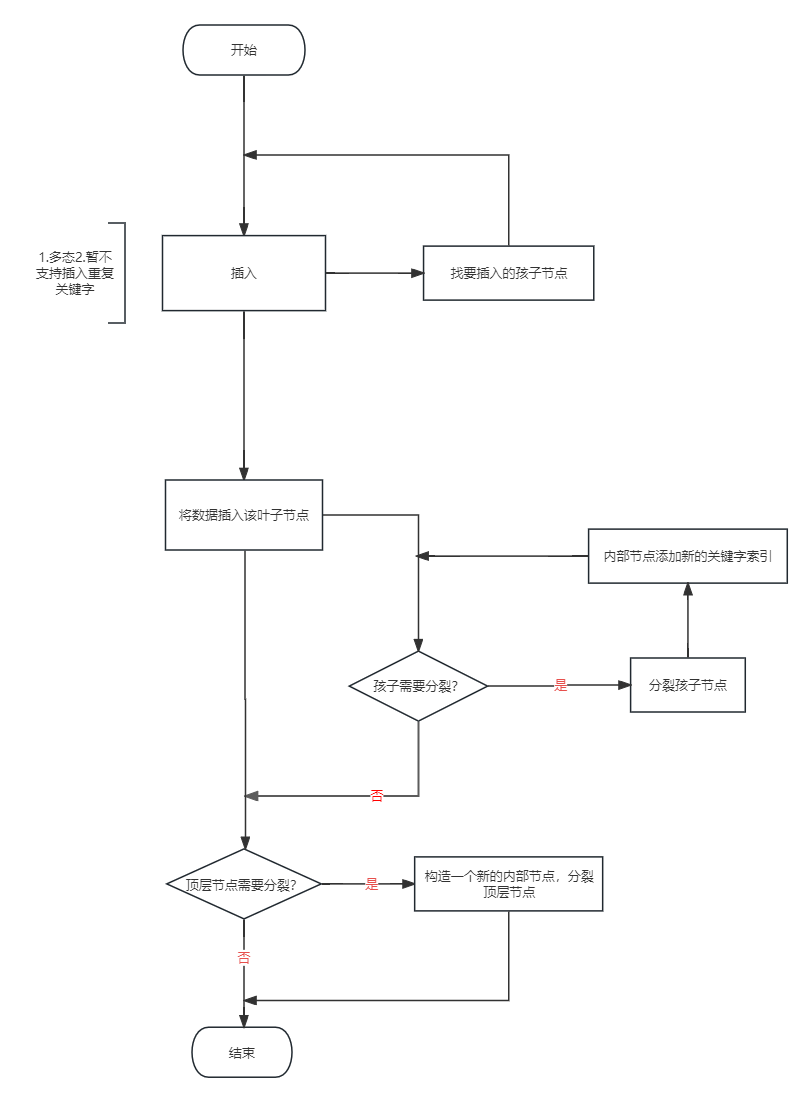 开始
1.多态2.暂不
支持插入重复
关键字
插入
找要插入的孩子节点
将数据插入该叶子节点
内部节点添加新的关键字索引
孩子需要分裂?
是
分裂孩子节点
否
顶层节点需要分裂?
是
构造一个新的内部节点，分裂
顶层节点
否
结束